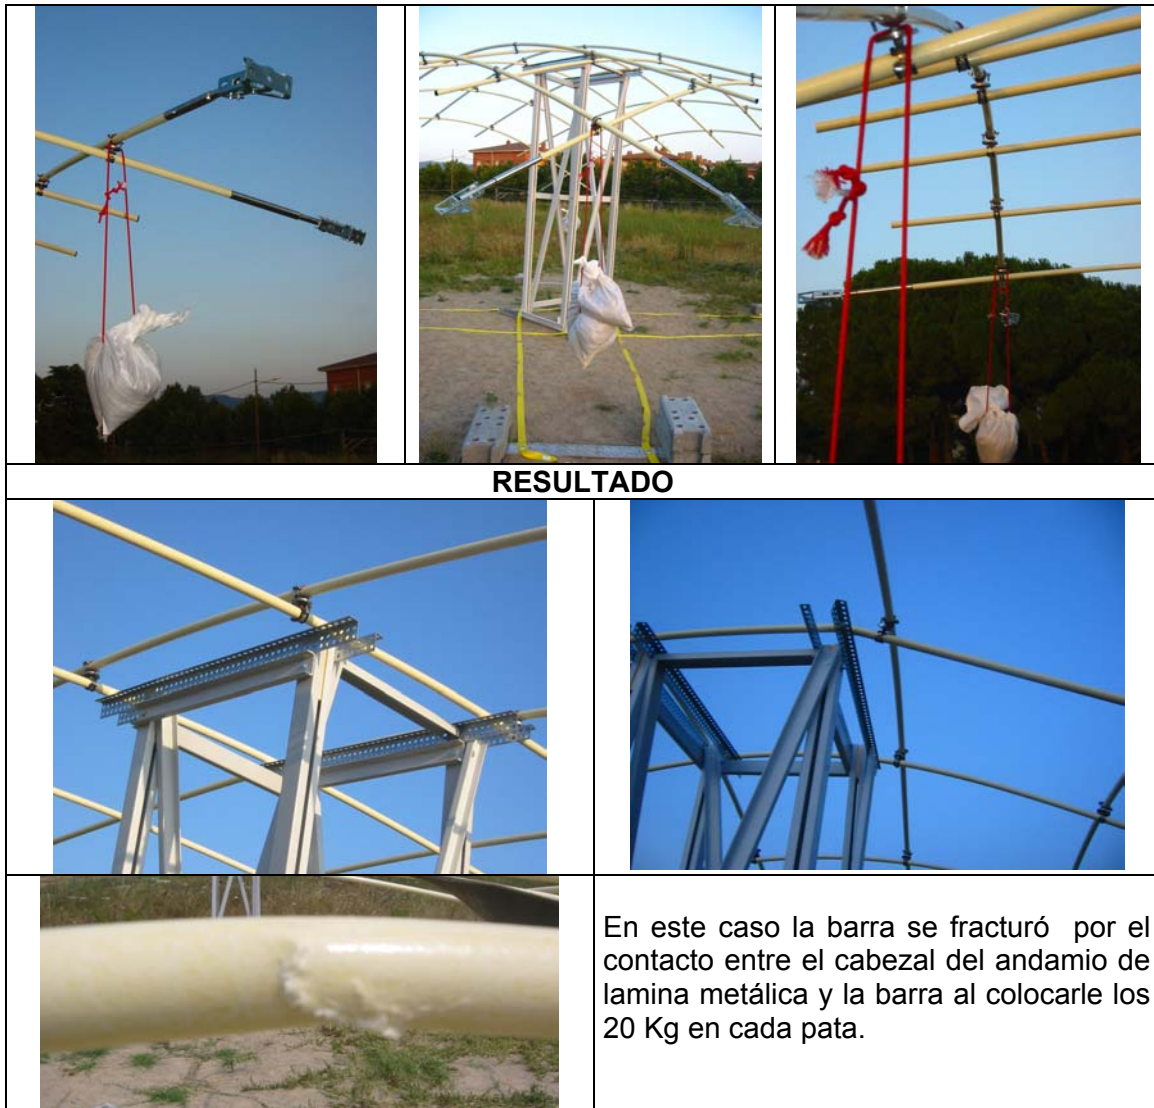 RESULTADO
En este caso la barra se fracturó por el
contacto entre el cabezal del andamio de
lamina metálica y la barra al colocarle los
20 Kg en cada pata.